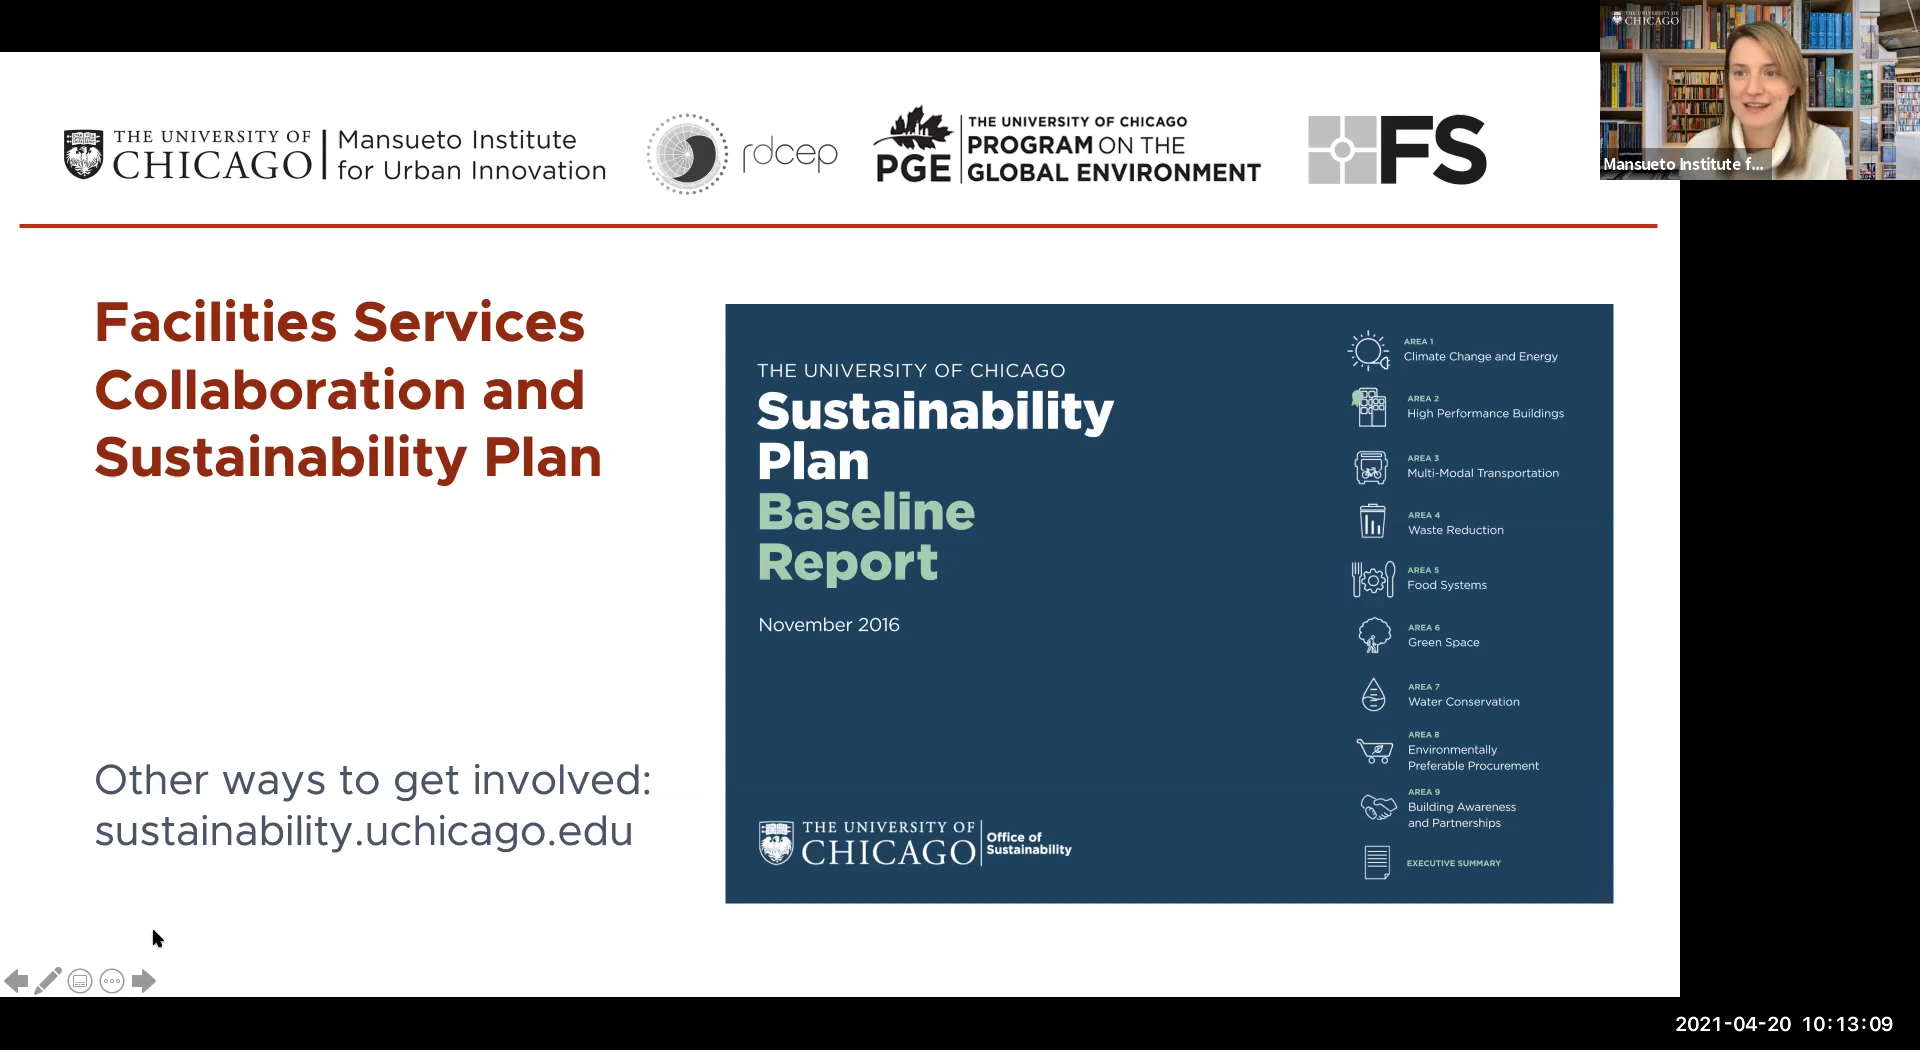 THE UNIVERSITY OF
CHICAGO
Mansueto Institute
for Urban Innovation
rdcep
PGE
THE UNIVERSITY OF CHICAGO
PROGRAM ON THE
GLOBAL ENVIRONMENT
FS
THE UNIVERSITY OF
CHICAGO
Mansueto Institute f...
Facilities Services
Collaboration and
Sustainability Plan
Other ways to get involved:
sustainability.uchicago.edu
THE UNIVERSITY OF CHICAGO
Sustainability
Plan
Baseline
Report
November 2016
THE UNIVERSITY OF
CHICAGO
Office of
Sustainability
AREA 1
Climate Change and Energy
AREA 2
High Performance Buildings
AREA 3
Multi-Modal Transportation
AREA 4
Waste Reduction
AREA 5
Food Systems
AREA 6
Green Space
AREA 7
Water Conservation
AREA 8
Environmentally
Preferable Procurement
AREA 9
Building Awareness
and Partnerships
EXECUTIVE SUMMARY
2021-04-20 10:13:09